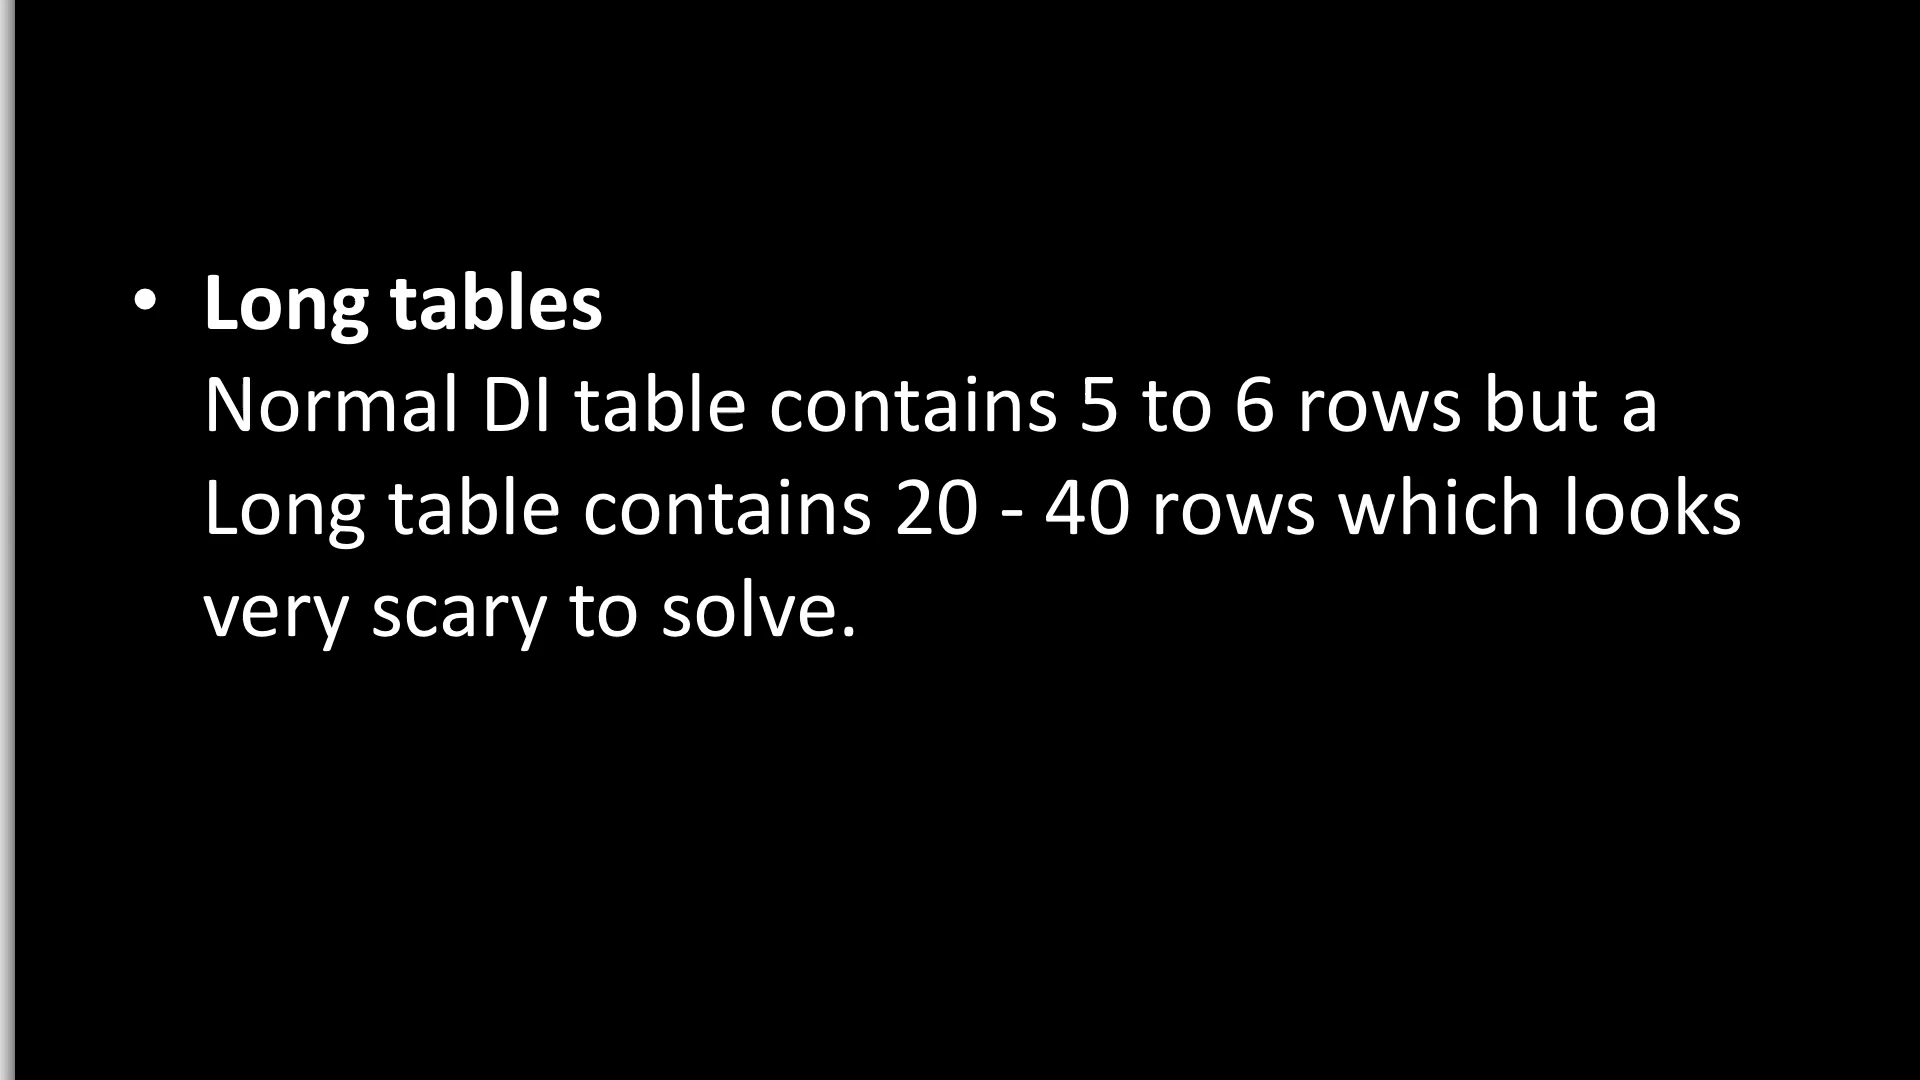 • Long tables
Normal DI table contains 5 to 6 rows but a
Long table contains 20 - 40 rows which looks
very scary to solve.